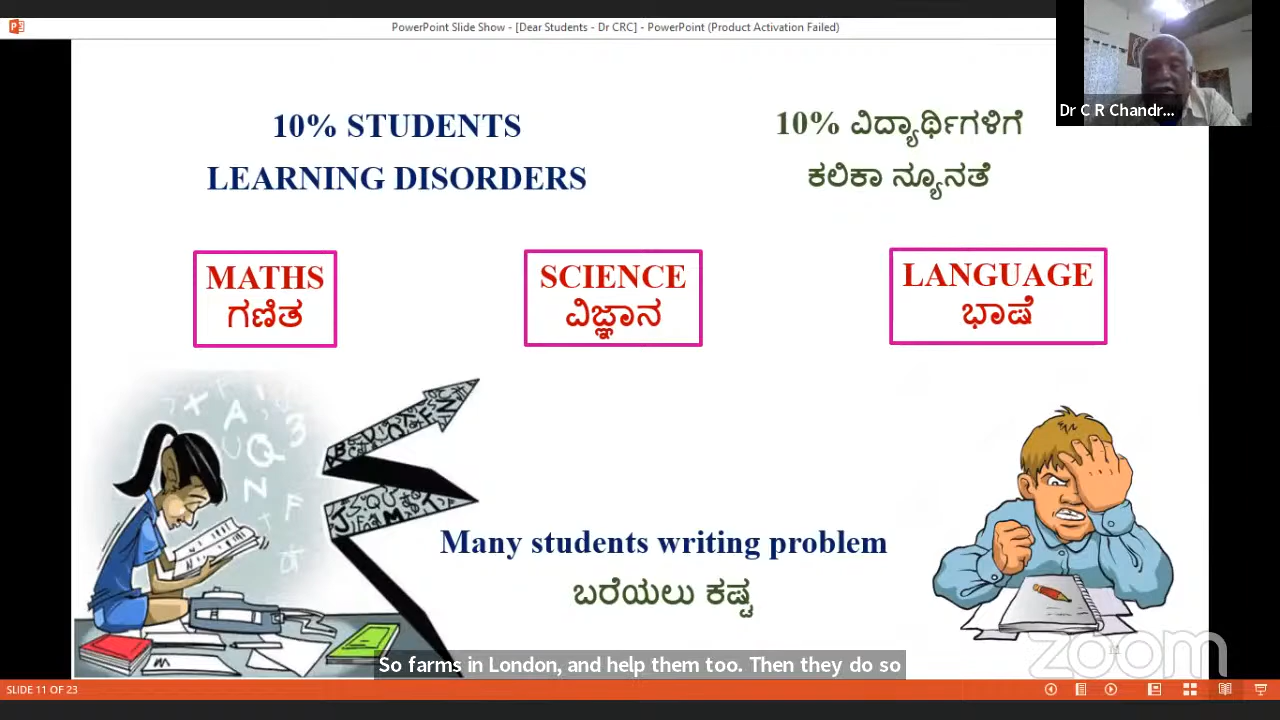 PowerPoint Slide Show - [Dear Students - Dr CRC] - PowerPoint (Product Activation Failed)
Dr C R Chandr...
10% STUDENTS
LEARNING DISORDERS
10% ವಿದ್ಯಾರ್ಥಿಗಳಿಗೆ
ಕಲಿಕಾ ನ್ಯೂನತೆ
MATHS
ಗಣಿತ
SCIENCE
ವಿಜ್ಞಾನ
LANGUAGE
ಭಾಷೆ
Many students writing problem
ಬರೆಯಲು ಕಷ್ಟ
So farms in London, and help them too. Then they do so
zoom
11
SLIDE 11 OF 23